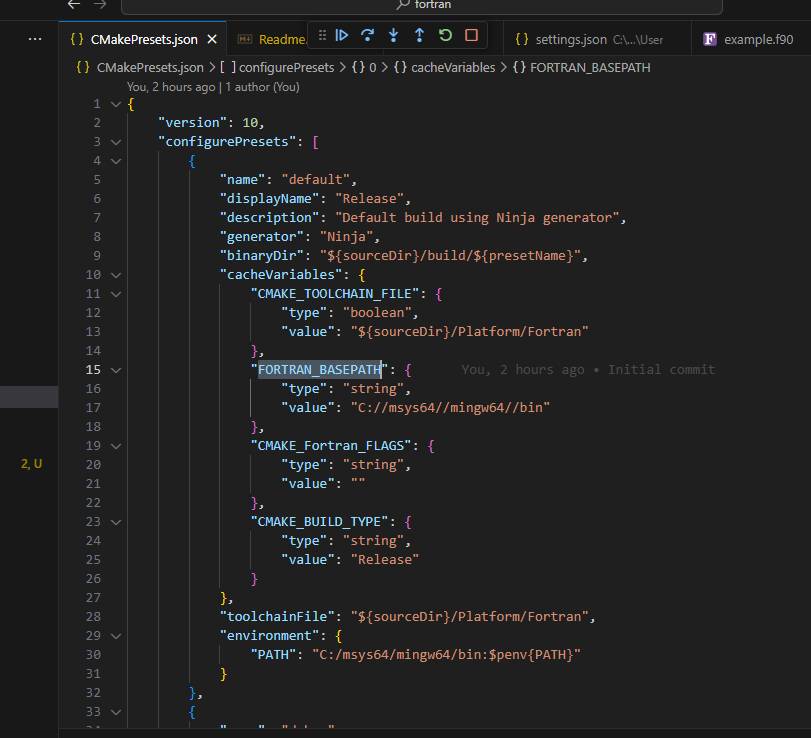 fortran
CMakePresets.json
Readme.
settings.json C:\...\User
example.f90
{} CMakePresets.json > [ ] configurePresets > {} 0 > {} cacheVariables > {} FORTRAN_BASEPATH
You, 2 hours ago | 1 author (You)
1 {
2 "version": 10,
3 "configurePresets": [
4 {
5 "name": "default",
6 "displayName": "Release",
7 "description": "Default build using Ninja generator",
8 "generator": "Ninja",
9 "binaryDir": "${sourceDir}/build/${presetName}",
10 "cacheVariables": {
11 "CMAKE_TOOLCHAIN_FILE": {
12 "type": "boolean",
13 "value": "${sourceDir}/Platform/Fortran"
14 },
15 "FORTRAN_BASEPATH": { You, 2 hours ago • Initial commit
16 "type": "string",
17 "value": "C://msys64//mingw64//bin"
18 },
19 "CMAKE_Fortran_FLAGS": {
20 "type": "string",
2, U
21 "value": ""
22 },
23 "CMAKE_BUILD_TYPE": {
24 "type": "string",
25 "value": "Release"
26 }
27 },
28 "toolchainFile": "${sourceDir}/Platform/Fortran",
29 "environment": {
30 "PATH": "C:/msys64/mingw64/bin:$penv{PATH}"
31 }
32 },
33 {